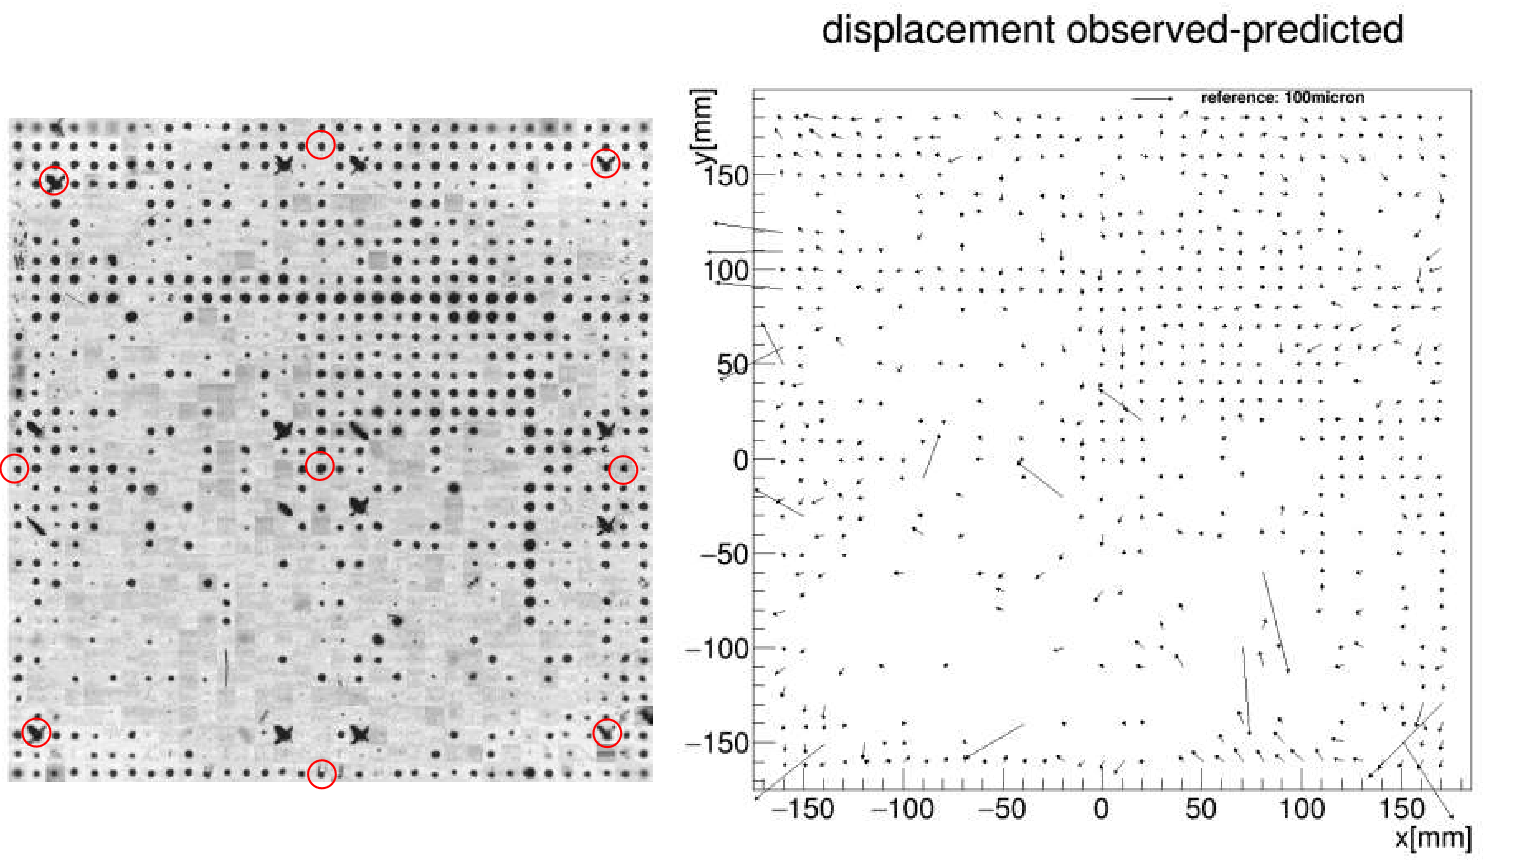 displacement observed-predicted
reference: 100micron
y[mm]
150
100
50
0
−50
−100
−150
−150 −100 −50 0 50 100 150
x[mm]